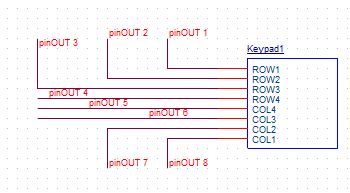 pinOUT 3
pinOUT 2
pinOUT 1
Keypad1
ROW1
ROW2
ROW3
pinOUT 4
ROW4
pinOUT 5
COL4
pinOUT 6
COL3
COL2
COL1
pinOUT 7
pinOUT 8